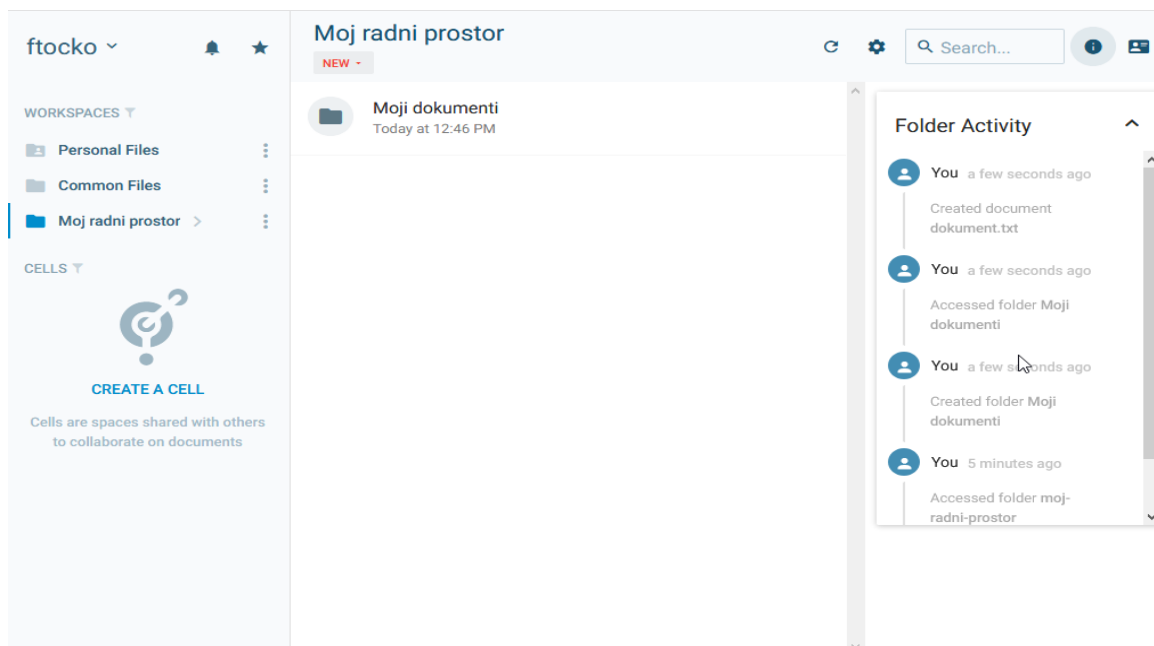 ftocko
WORKSPACES
Personal Files
Common Files
Moj radni prostor
CELLS
CREATE A CELL
Cells are spaces shared with others
to collaborate on documents
Moj radni prostor
NEW
Search...
Moji dokumenti
Today at 12:46 PM
Folder Activity
You a few seconds ago
Created document
dokument.txt
You a few seconds ago
Accessed folder Moji
dokumenti
You a few seconds ago
Created folder Moji
dokumenti
You 5 minutes ago
Accessed folder moj-
radni-prostor